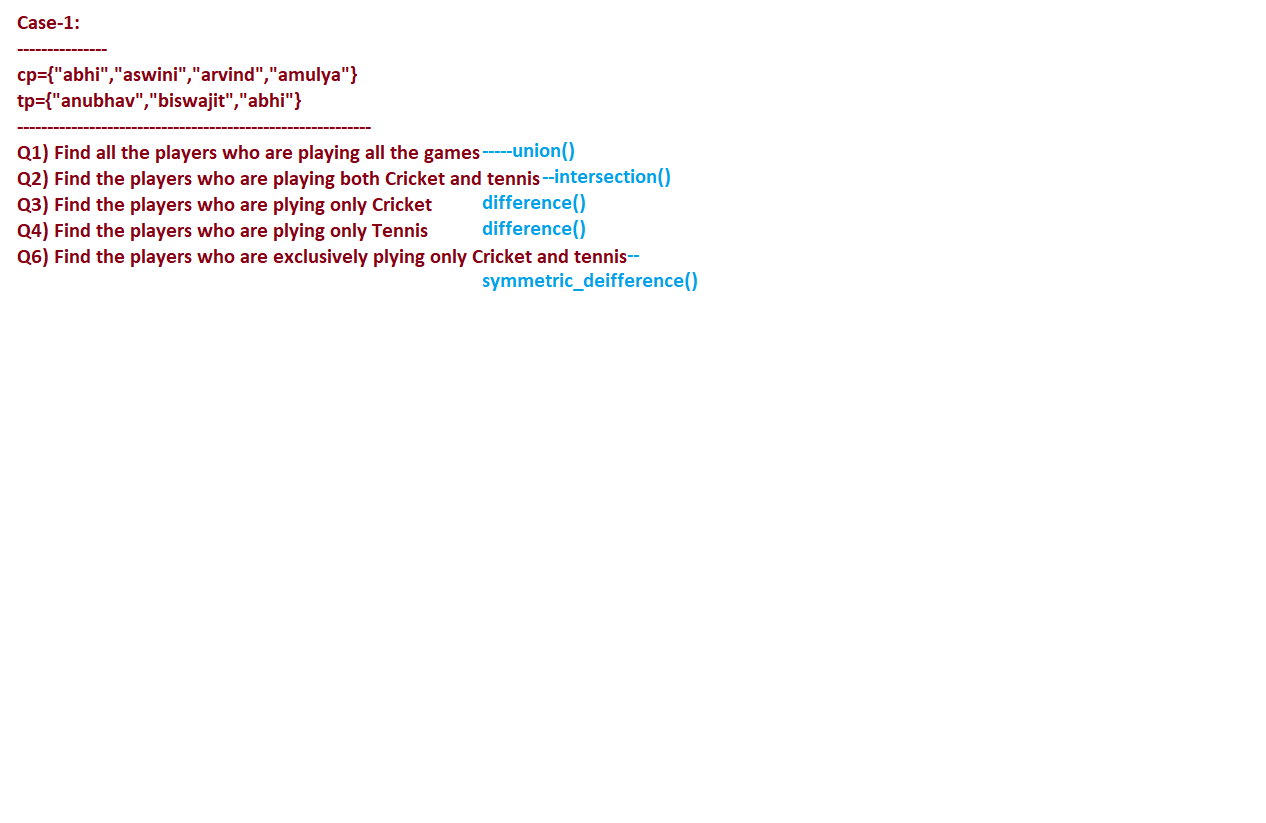 Case-1:
---------------
cp={"abhi","aswini","arvind","amulya"}
tp={"anubhav","biswajit","abhi"}
-----------------------------------------------------------
Q1) Find all the players who are playing all the games-----union()
Q2) Find the players who are playing both Cricket and tennis--intersection()
Q3) Find the players who are plying only Cricket difference()
Q4) Find the players who are plying only Tennis difference()
Q6) Find the players who are exclusively plying only Cricket and tennis--
symmetric_deifference()